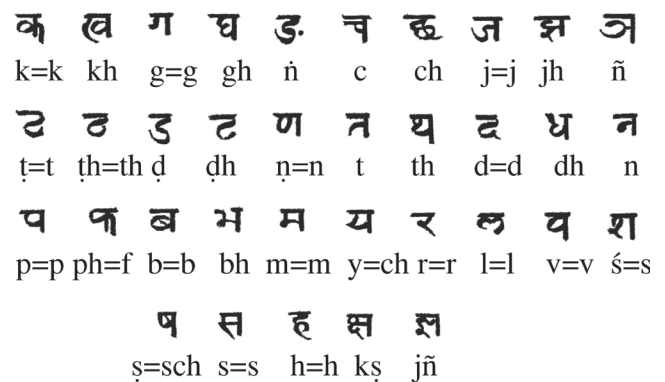 क ख ग घ ङ च छ ज झ ञ
k=k kh g=g gh ṅ c ch j=j jh ñ
ट ठ ड ढ ण त थ द ध न
ṭ=t ṭh=th ḍ ḍh ṇ=n t th d=d dh n
प फ ब भ म य र ल व श
p=p ph=f b=b bh m=m y=ch r=r l=l v=v ś=s
ष स ह क्ष ज्ञ
ṣ=sch s=s h=h kṣ jñ